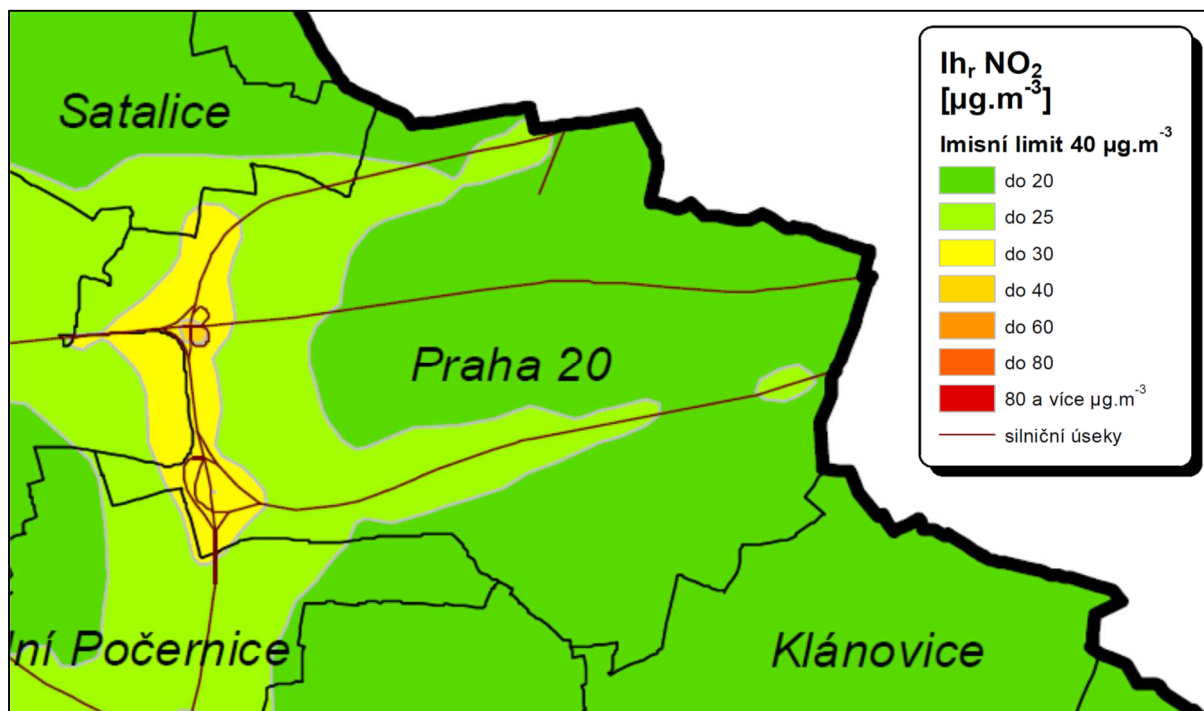 Satalice
Praha 20
lní Počernice
Klánovice
Ihᵣ NO₂
[µg.m⁻³]
Imisní limit 40 µg.m⁻³
do 20
do 25
do 30
do 40
do 60
do 80
80 a více µg.m⁻³
silniční úseky